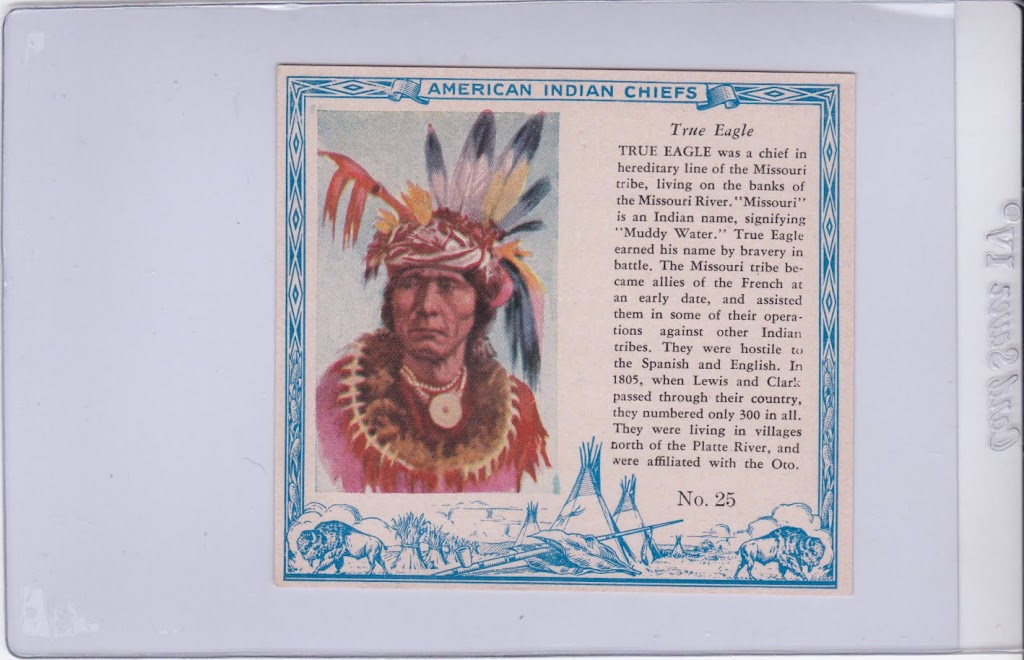 AMERICAN INDIAN CHIEFS
True Eagle
TRUE EAGLE was a chief in
hereditary line of the Missouri
tribe, living on the banks of
the Missouri River. "Missouri"
is an Indian name, signifying
"Muddy Water." True Eagle
earned his name by bravery in
battle. The Missouri tribe be-
came allies of the French at
an early date, and assisted
them in some of their opera-
tions against other Indian
tribes. They were hostile to
the Spanish and English. In
1805, when Lewis and Clark
passed through their country,
they numbered only 300 in all.
They were living in villages
north of the Platte River, and
were affiliated with the Oto.
No. 25
Card Saver IV®